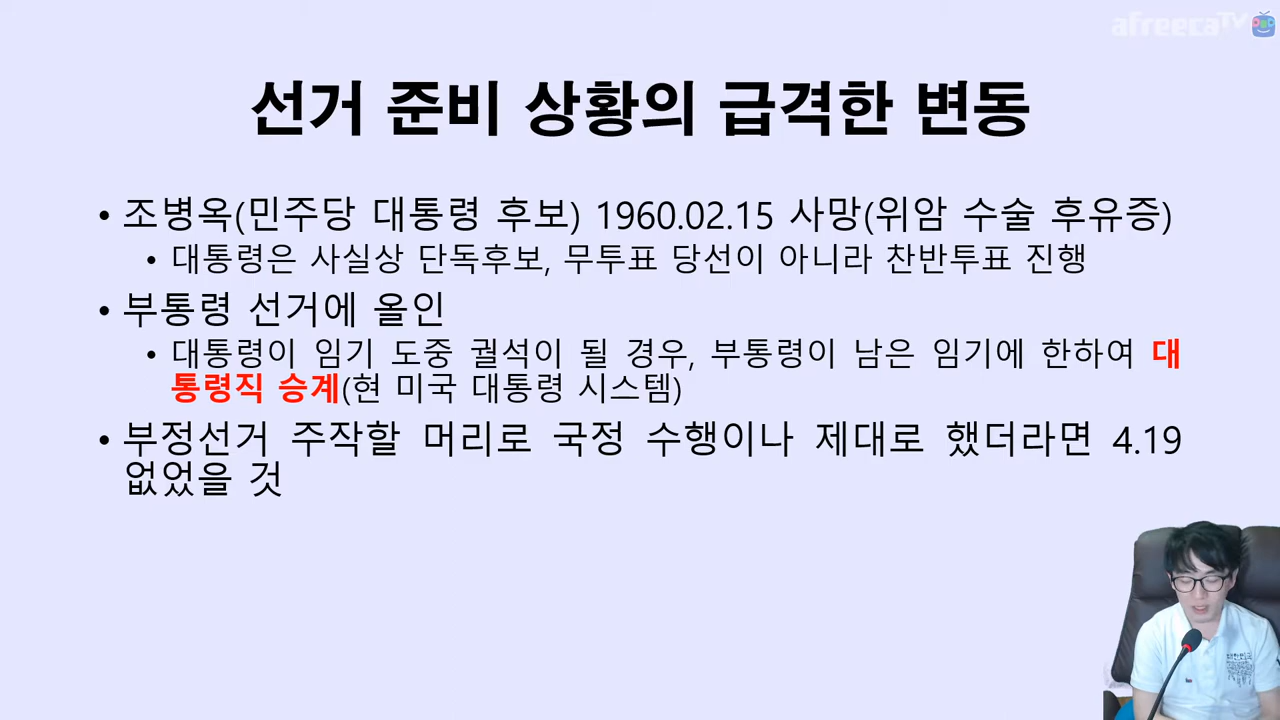 afreecaTV
선거 준비 상황의 급격한 변동
• 조병옥(민주당 대통령 후보) 1960.02.15 사망(위암 수술 후유증)
• 대통령은 사실상 단독후보, 무투표 당선이 아니라 찬반투표 진행
• 부통령 선거에 올인
• 대통령이 임기 도중 궐석이 될 경우, 부통령이 남은 임기에 한하여 대
통령직 승계(현 미국 대통령 시스템)
• 부정선거 주작할 머리로 국정 수행이나 제대로 했더라면 4.19
없었을 것